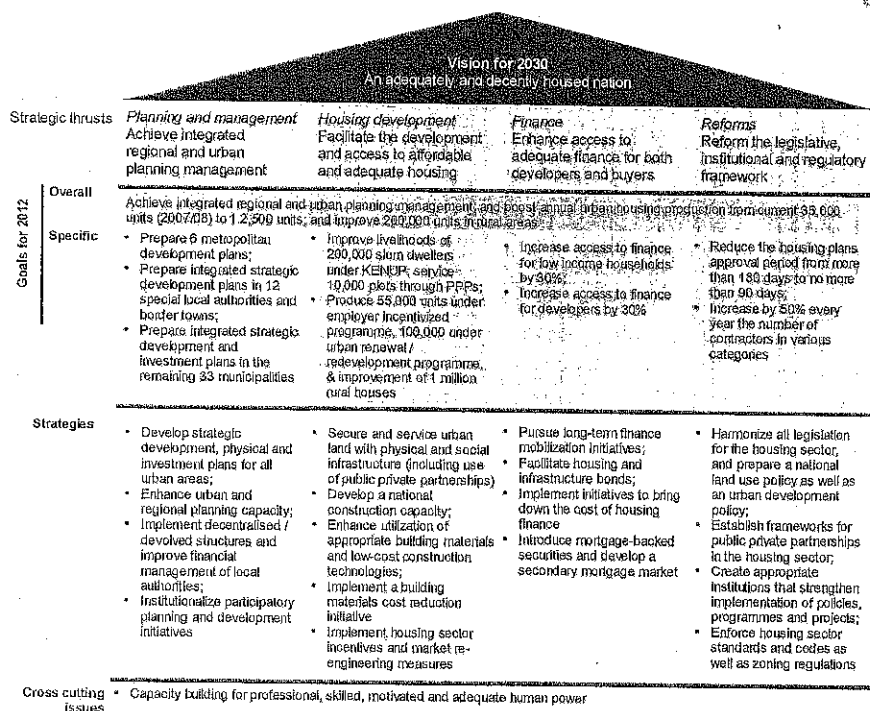 Vision for 2030
An adequately and decently housed nation
Strategic thrusts
Planning and management
Achieve integrated
regional and urban
planning management
Housing development
Facilitate the development
and access to affordable
and adequate housing
Finance
Enhance access to
adequate finance for both
developers and buyers
Reforms
Reform the legislative,
institutional and regulatory
framework
Goals for 2012
Overall
Achieve integrated regional and urban planning management, and boost annual urban housing production from current 35,000
units (2007/08) to 1.2,500 units; and improve 200,000 units in rural areas
Specific
• Prepare 6 metropolitan
development plans;
• Prepare integrated strategic
development plans in 12
special local authorities and
border towns;
• Prepare integrated strategic
development and
investment plans in the
remaining 33 municipalities
• Improve livelihoods of
200,000 slum dwellers
under KENUP; service
10,000 plots through PPPs;
• Produce 55,000 units under
employer incentivized
programme, 100,000 under
urban renewal /
redevelopment programme,
& improvement of 1 million
rural houses
• Increase access to finance
for low income households
by 30%;
• Increase access to finance
for developers by 30%
• Reduce the housing plans
approval period from more
than 180 days to no more
than 90 days;
• Increase by 50% every
year the number of
contractors in various
categories
Strategies
• Develop strategic
development, physical and
investment plans for all
urban areas;
• Enhance urban and
regional planning capacity;
• Implement decentralised /
devolved structures and
improve financial
management of local
authorities;
• Institutionalize participatory
planning and development
initiatives
• Secure and service urban
land with physical and social
infrastructure (including use
of public private partnerships)
• Develop a national
construction capacity;
• Enhance utilization of
appropriate building materials
and low-cost construction
technologies;
• Implement a building
materials cost reduction
initiative
• Implement housing sector
incentives and market re-
engineering measures
• Pursue long-term finance
mobilization initiatives;
• Facilitate housing and
infrastructure bonds;
• Implement initiatives to bring
down the cost of housing
finance
• Introduce mortgage-backed
securities and develop a
secondary mortgage market
• Harmonize all legislation
for the housing sector,
and prepare a national
land use policy as well as
an urban development
policy;
• Establish frameworks for
public private partnerships
in the housing sector;
• Create appropriate
institutions that strengthen
implementation of policies,
programmes and projects;
• Enforce housing sector
standards and codes as
well as zoning regulations
Cross cutting
issues
• Capacity building for professional, skilled, motivated and adequate human power